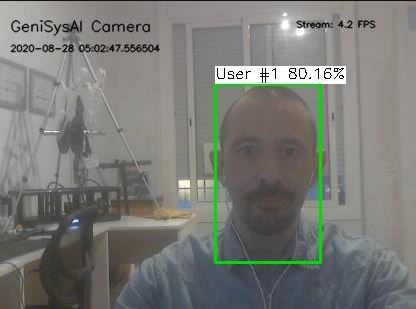 GeniSysAI Camera
Stream: 4.2 FPS
2020-08-28 05:02:47.556504
User #1 80.16%